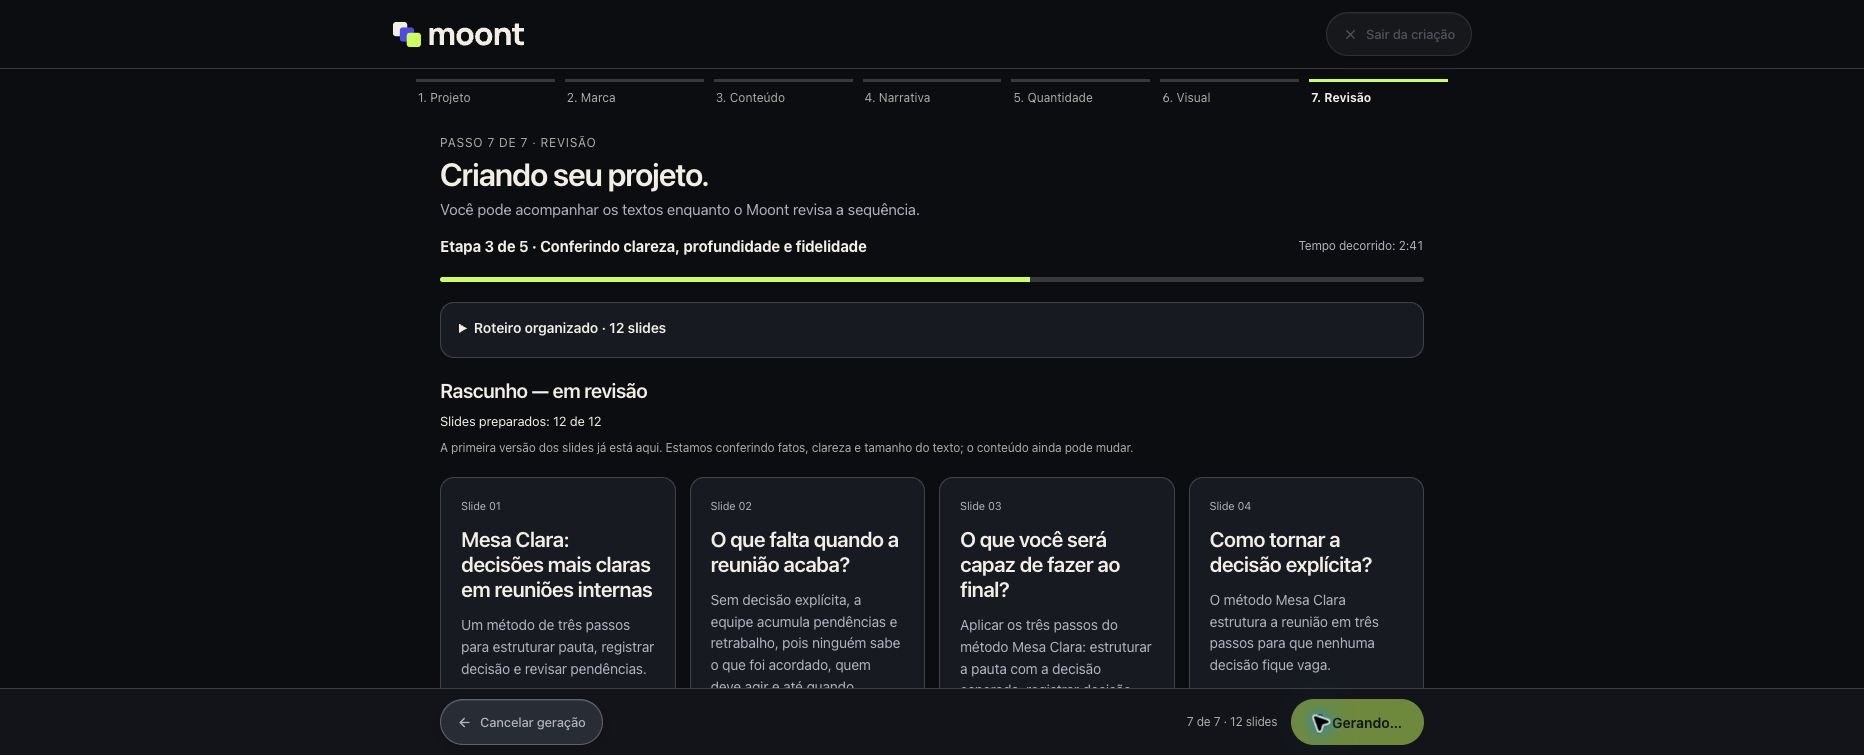 moont
Sair da criação
1. Projeto
2. Marca
3. Conteúdo
4. Narrativa
5. Quantidade
6. Visual
7. Revisão
PASSO 7 DE 7 · REVISÃO
Criando seu projeto.
Você pode acompanhar os textos enquanto o Moont revisa a sequência.
Etapa 3 de 5 · Conferindo clareza, profundidade e fidelidade
Tempo decorrido: 2:41
Roteiro organizado · 12 slides
Rascunho — em revisão
Slides preparados: 12 de 12
A primeira versão dos slides já está aqui. Estamos conferindo fatos, clareza e tamanho do texto; o conteúdo ainda pode mudar.
Slide 01
Mesa Clara:
decisões mais claras
em reuniões internas
Um método de três passos
para estruturar pauta, registrar
decisão e revisar pendências.
Slide 02
O que falta quando a
reunião acaba?
Sem decisão explícita, a
equipe acumula pendências e
retrabalho, pois ninguém sabe
o que foi acordado, quem
deve agir e até quando
Slide 03
O que você será
capaz de fazer ao
final?
Aplicar os três passos do
método Mesa Clara: estruturar
a pauta com a decisão
Slide 04
Como tornar a
decisão explícita?
O método Mesa Clara
estrutura a reunião em três
passos para que nenhuma
decisão fique vaga.
Cancelar geração
7 de 7 · 12 slides
Gerando...